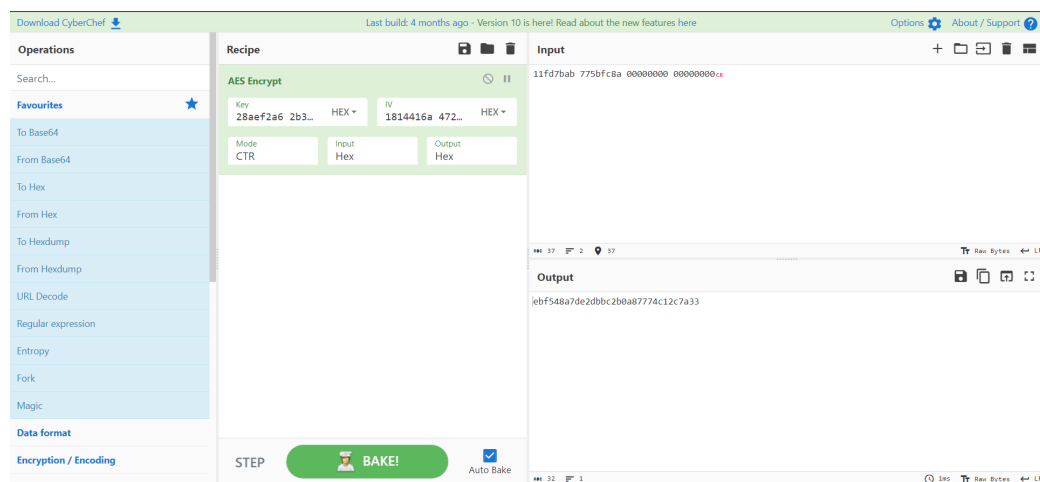 Download CyberChef
Last build: 4 months ago - Version 10 is here! Read about the new features here
Options
About / Support
Operations
Recipe
Input
Search...
Favourites
To Base64
From Base64
To Hex
From Hex
To Hexdump
From Hexdump
URL Decode
Regular expression
Entropy
Fork
Magic
Data format
Encryption / Encoding
AES Encrypt
Key
28aef2a6 2b3...
HEX
IV
1814416a 472...
HEX
Mode
CTR
Input
Hex
Output
Hex
STEP
BAKE!
Auto Bake
11fd7bab 775bfc8a 00000000 00000000CR
37 2 37
Raw Bytes
Output
ebf548a7de2dbbc2b0a87774c12c7a33
32 1
1ms Raw Bytes